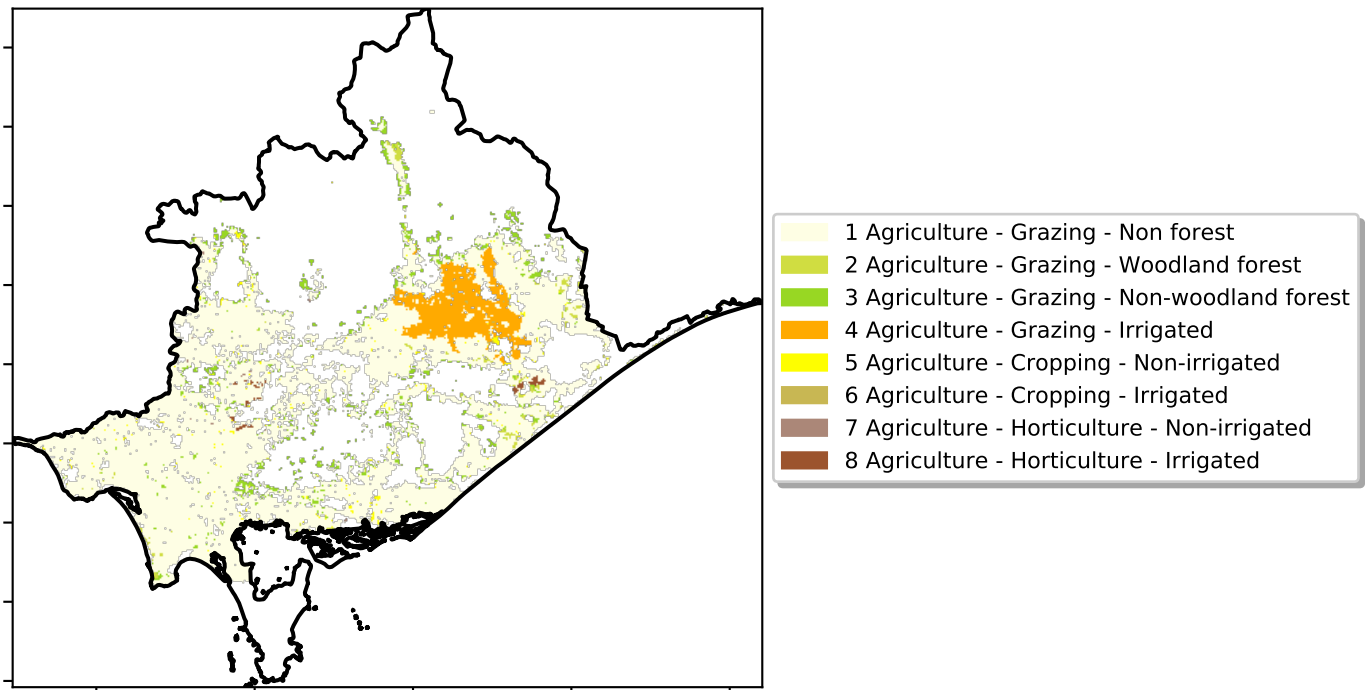 1 Agriculture - Grazing - Non forest
2 Agriculture - Grazing - Woodland forest
3 Agriculture - Grazing - Non-woodland forest
4 Agriculture - Grazing - Irrigated
5 Agriculture - Cropping - Non-irrigated
6 Agriculture - Cropping - Irrigated
7 Agriculture - Horticulture - Non-irrigated
8 Agriculture - Horticulture - Irrigated